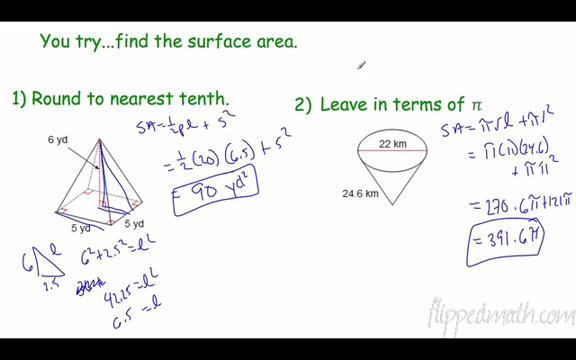 You try...find the surface area.
1) Round to nearest tenth.
SA = ½pl + s²
= ½(20)(6.5) + 5²
= 90 yd²
6 yd
5 yd
5 yd
6
l
2.5
6² + 2.5² = l²
42.25 = l²
6.5 = l
2) Leave in terms of π
SA = πrl + πr²
= π(11)(24.6)
+ π11²
= 270.6π + 121π
= 391.6π
22 km
24.6 km
flippedmath.com